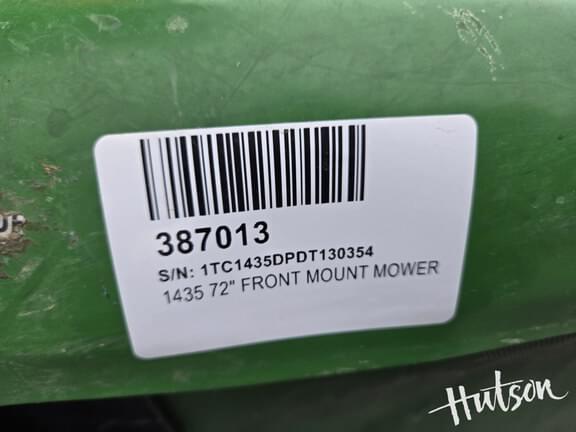 387013
S/N: 1TC1435DPDT130354
1435 72" FRONT MOUNT MOWER
Hutson